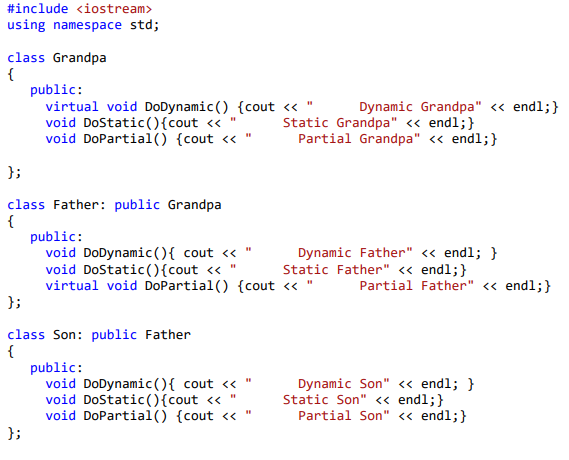 #include <iostream>
using namespace std;

class Grandpa
{
   public:
     virtual void DoDynamic() {cout << "      Dynamic Grandpa" << endl;}
     void DoStatic(){cout << "      Static Grandpa" << endl;}
     void DoPartial() {cout << "      Partial Grandpa" << endl;}

};

class Father: public Grandpa
{
   public:
     void DoDynamic(){ cout << "      Dynamic Father" << endl; }
     void DoStatic(){cout << "      Static Father" << endl;}
     virtual void DoPartial() {cout << "      Partial Father" << endl;}
};

class Son: public Father
{
   public:
     void DoDynamic(){ cout << "      Dynamic Son" << endl; }
     void DoStatic(){cout << "      Static Son" << endl;}
     void DoPartial() {cout << "      Partial Son" << endl;}
};